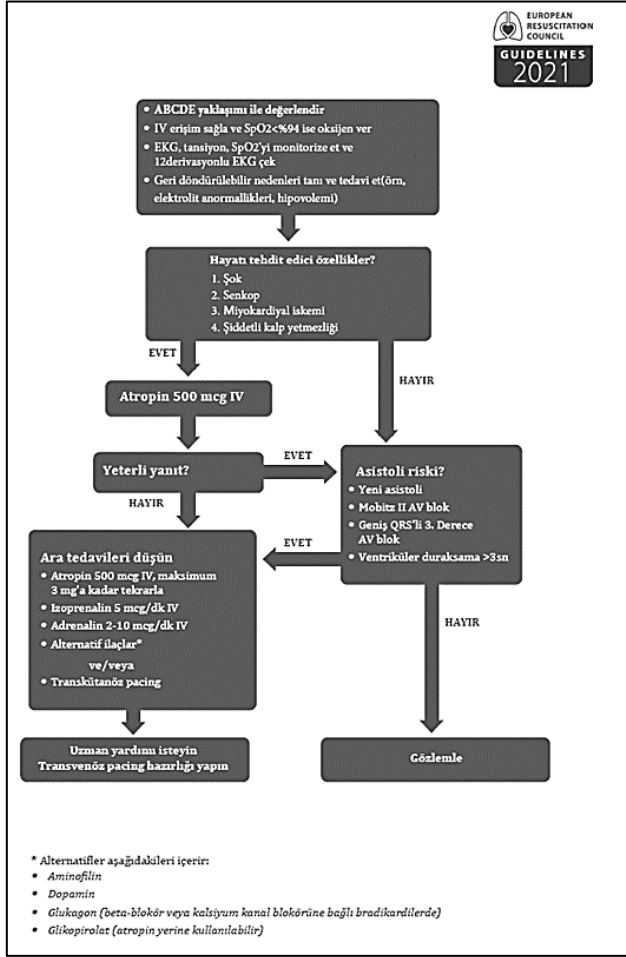 EUROPEAN
RESUSCITATION
COUNCIL
GUIDELINES
2021
• ABCDE yaklaşımı ile değerlendir
• IV erişim sağla ve SpO2<%94 ise oksijen ver
• EKG, tansiyon, SpO2'yi monitorize et ve
12derivasyonlu EKG çek
• Geri döndürülebilir nedenleri tanı ve tedavi et(örn,
elektrolit anormallikleri, hipovolemi)
Hayatı tehdit edici özellikler?
1. Şok
2. Senkop
3. Miyokardiyal iskemi
4. Şiddetli kalp yetmezliği
EVET
HAYIR
Atropin 500 mcg IV
Yeterli yanıt?
EVET
HAYIR
Asistoli riski?
• Yeni asistoli
• Mobitz II AV blok
• Geniş QRS'li 3. Derece
AV blok
• Ventriküler duraksama >3sn
EVET
HAYIR
Ara tedavileri düşün
• Atropin 500 mcg IV, maksimum
3 mg'a kadar tekrarla
• Izoprenalin 5 mcg/dk IV
• Adrenalin 2-10 mcg/dk IV
• Alternatif ilaçlar*
ve/veya
• Transkütanöz pacing
Uzman yardımı isteyin
Transvenöz pacing hazırlığı yapın
Gözlemle
* Alternatifler aşağıdakileri içerir:
• Aminofilin
• Dopamin
• Glukagon (beta-blokör veya kalsiyum kanal blokörüne bağlı bradikardilerde)
• Glikopirolat (atropin yerine kullanılabilir)